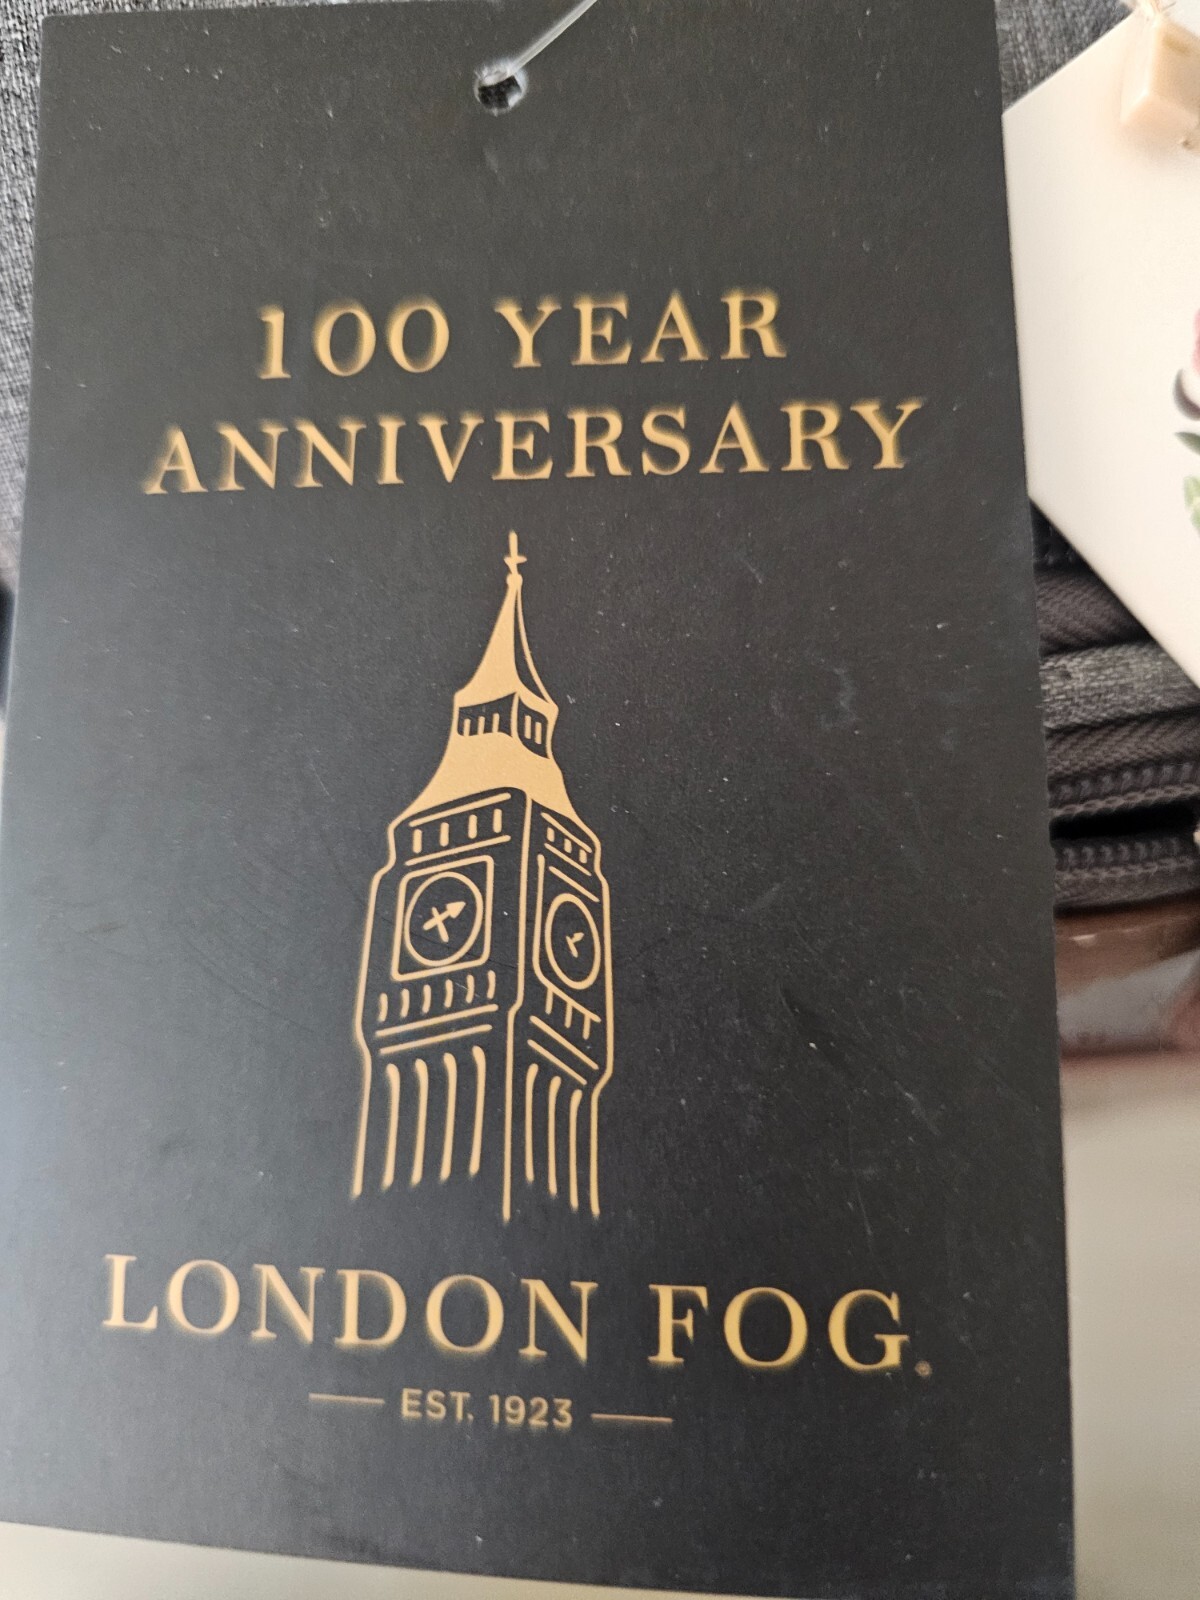 100 YEAR
ANNIVERSARY
LONDON FOG®
EST. 1923